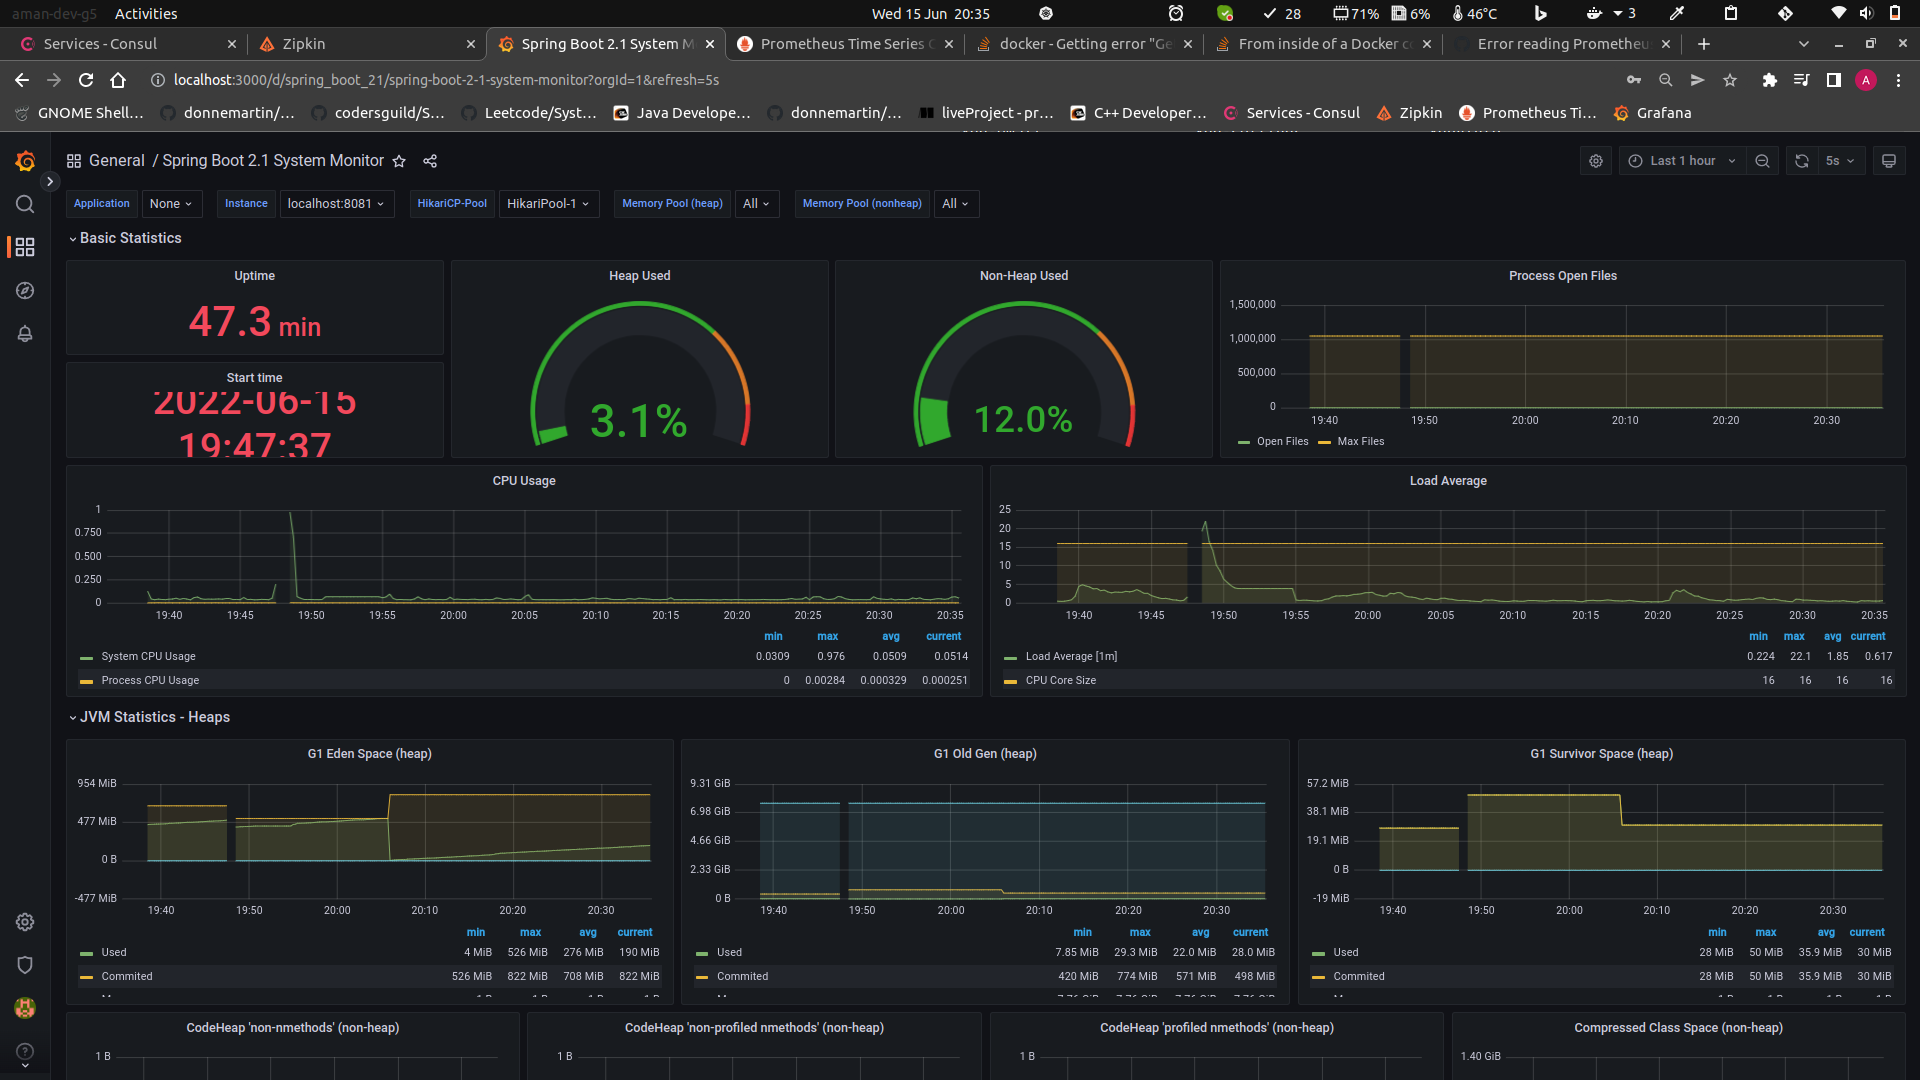 aman-dev-g5 Activities Wed 15 Jun 20:35 28 71% 6% 46°C 3
Services - Consul Zipkin Spring Boot 2.1 System M Prometheus Time Series C docker - Getting error "Ge From inside of a Docker co Error reading Prometheu
localhost:3000/d/spring_boot_21/spring-boot-2-1-system-monitor?orgId=1&refresh=5s A
GNOME Shell… donnemartin/… codersguild/S… Leetcode/Syst… Java Develope… donnemartin/… liveProject - pr… C++ Developer… Services - Consul Zipkin Prometheus Ti… Grafana
General / Spring Boot 2.1 System Monitor Last 1 hour 5s
Application None Instance localhost:8081 HikariCP-Pool HikariPool-1 Memory Pool (heap) All Memory Pool (nonheap) All
Basic Statistics
Uptime
47.3 min
Start time
2022-06-15
19:47:37
Heap Used
3.1%
Non-Heap Used
12.0%
Process Open Files
1,500,000
1,000,000
500,000
0
19:40 19:50 20:00 20:10 20:20 20:30
Open Files Max Files
CPU Usage
1
0.750
0.500
0.250
0
19:40 19:45 19:50 19:55 20:00 20:05 20:10 20:15 20:20 20:25 20:30 20:35
min max avg current
System CPU Usage 0.0309 0.976 0.0509 0.0514
Process CPU Usage 0 0.00284 0.000329 0.000251
Load Average
25
20
15
10
5
0
19:40 19:45 19:50 19:55 20:00 20:05 20:10 20:15 20:20 20:25 20:30 20:35
min max avg current
Load Average [1m] 0.224 22.1 1.85 0.617
CPU Core Size 16 16 16 16
JVM Statistics - Heaps
G1 Eden Space (heap)
954 MiB
477 MiB
0 B
-477 MiB
19:40 19:50 20:00 20:10 20:20 20:30
min max avg current
Used 4 MiB 526 MiB 276 MiB 190 MiB
Commited 526 MiB 822 MiB 708 MiB 822 MiB
G1 Old Gen (heap)
9.31 GiB
6.98 GiB
4.66 GiB
2.33 GiB
0 B
19:40 19:50 20:00 20:10 20:20 20:30
min max avg current
Used 7.85 MiB 29.3 MiB 22.0 MiB 28.0 MiB
Commited 420 MiB 774 MiB 571 MiB 498 MiB
G1 Survivor Space (heap)
57.2 MiB
38.1 MiB
19.1 MiB
0 B
-19 MiB
19:40 19:50 20:00 20:10 20:20 20:30
min max avg current
Used 28 MiB 50 MiB 35.9 MiB 30 MiB
Commited 28 MiB 50 MiB 35.9 MiB 30 MiB
CodeHeap 'non-nmethods' (non-heap)
1 B
CodeHeap 'non-profiled nmethods' (non-heap)
1 B
CodeHeap 'profiled nmethods' (non-heap)
1 B
Compressed Class Space (non-heap)
1.40 GiB